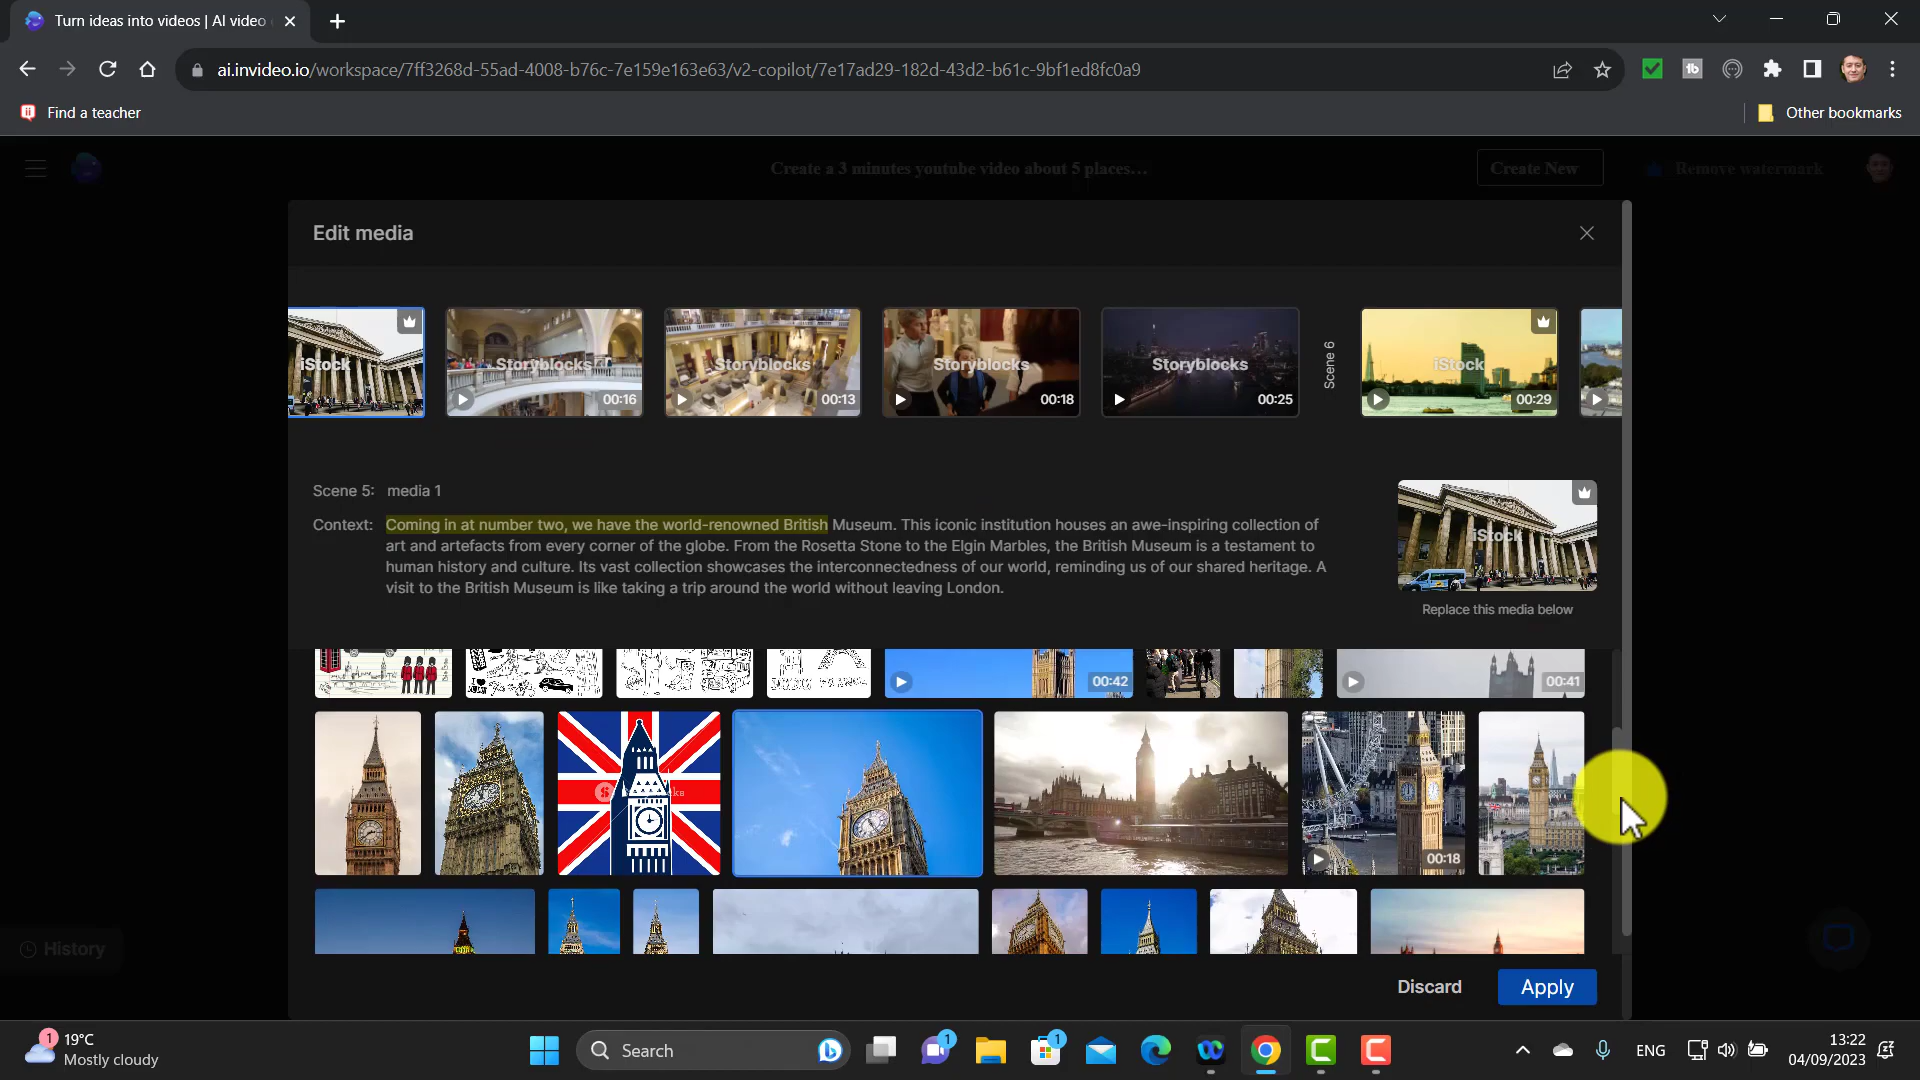 Turn ideas into videos | AI video
ai.invideo.io/workspace/7ff3268d-55ad-4008-b76c-7e159e163e63/v2-copilot/7e17ad29-182d-43d2-b61c-9bf1ed8fc0a9
Find a teacher
Other bookmarks
Create a 3 minutes youtube video about 5 places...
Create New
Remove watermark
Edit media
iStock
Storyblocks
00:16
Storyblocks
00:13
Storyblocks
00:18
Storyblocks
00:25
Scene 6
iStock
00:29
Scene 5: media 1
Context: Coming in at number two, we have the world-renowned British Museum. This iconic institution houses an awe-inspiring collection of
art and artefacts from every corner of the globe. From the Rosetta Stone to the Elgin Marbles, the British Museum is a testament to
human history and culture. Its vast collection showcases the interconnectedness of our world, reminding us of our shared heritage. A
visit to the British Museum is like taking a trip around the world without leaving London.
iStock
Replace this media below
00:42
00:41
00:18
History
Discard
Apply
1
19°C
Mostly cloudy
Search
1
1
ENG
13:22
04/09/2023